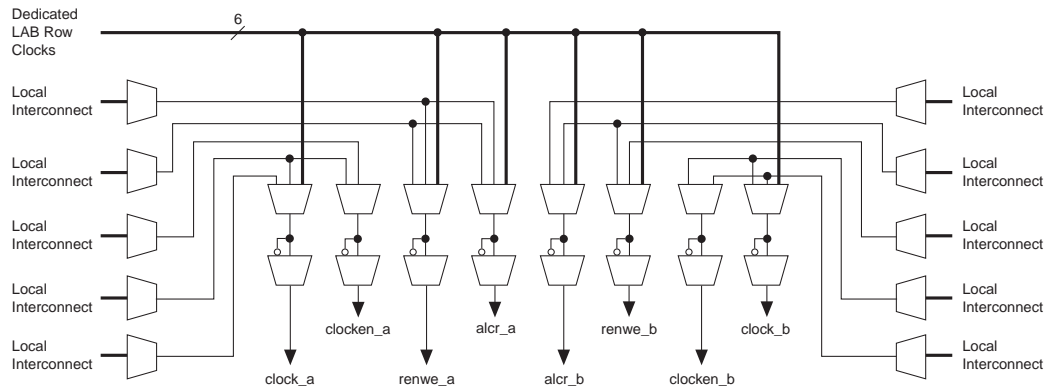 Dedicated
LAB Row
Clocks
6
Local
Interconnect
Local
Interconnect
Local
Interconnect
Local
Interconnect
Local
Interconnect
Local
Interconnect
Local
Interconnect
Local
Interconnect
Local
Interconnect
Local
Interconnect
clocken_a
alcr_a
renwe_b
clock_b
clock_a
renwe_a
alcr_b
clocken_b